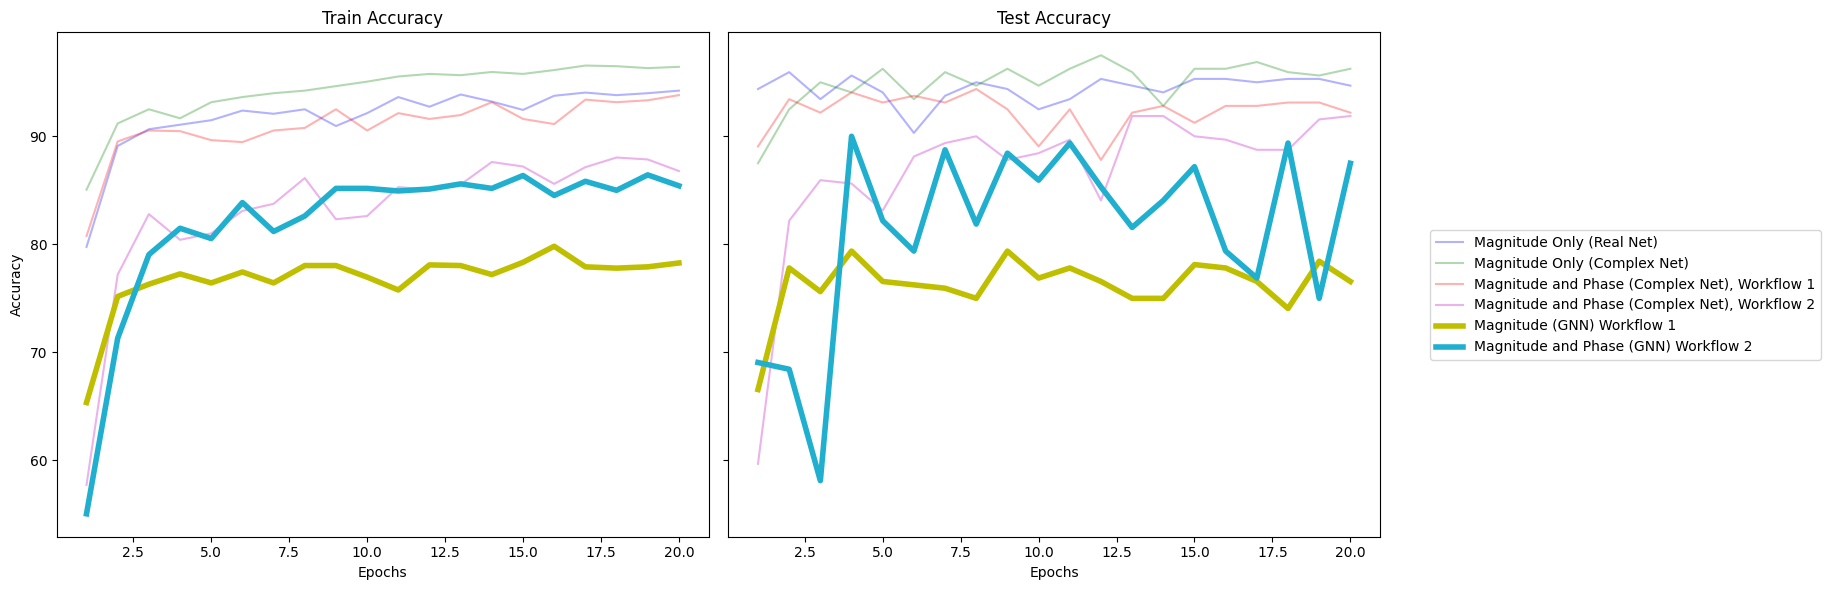 Train Accuracy
Test Accuracy
Accuracy
90
80
70
60
2.5 5.0 7.5 10.0 12.5 15.0 17.5 20.0
Epochs
2.5 5.0 7.5 10.0 12.5 15.0 17.5 20.0
Epochs
Magnitude Only (Real Net)
Magnitude Only (Complex Net)
Magnitude and Phase (Complex Net), Workflow 1
Magnitude and Phase (Complex Net), Workflow 2
Magnitude (GNN) Workflow 1
Magnitude and Phase (GNN) Workflow 2